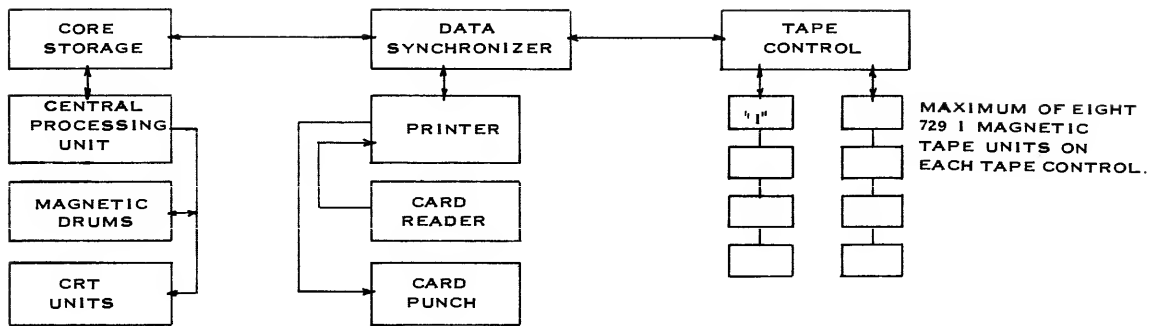 CORE
STORAGE
DATA
SYNCHRONIZER
TAPE
CONTROL
CENTRAL
PROCESSING
UNIT
PRINTER
"I"
MAXIMUM OF EIGHT
729 I MAGNETIC
TAPE UNITS ON
EACH TAPE CONTROL.
MAGNETIC
DRUMS
CARD
READER
CRT
UNITS
CARD
PUNCH